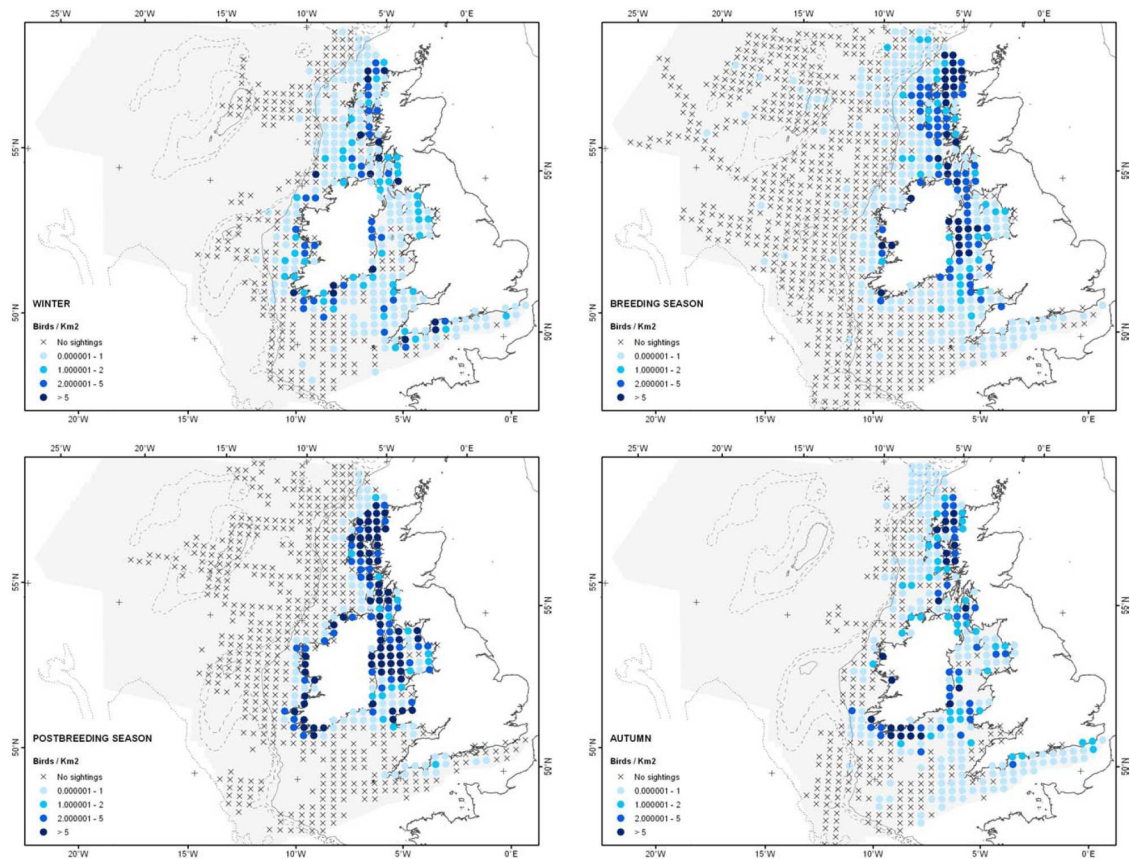 25°W 20°W 15°W 10°W 5°W 0°E
55°N
50°N
WINTER
Birds / Km2
No sightings
0.000001 - 1
1.000001 - 2
2.000001 - 5
> 5
55°N
50°N
20°W 15°W 10°W 5°W 0°E
25°W 20°W 15°W 10°W 5°W 0°E
55°N
50°N
BREEDING SEASON
Birds / Km2
No sightings
0.000001 - 1
1.000001 - 2
2.000001 - 5
> 5
55°N
50°N
20°W 15°W 10°W 5°W 0°E
25°W 20°W 15°W 10°W 5°W 0°E
55°N
50°N
POSTBREEDING SEASON
Birds / Km2
No sightings
0.000001 - 1
1.000001 - 2
2.000001 - 5
> 5
55°N
50°N
20°W 15°W 10°W 5°W 0°E
25°W 20°W 15°W 10°W 5°W 0°E
55°N
50°N
AUTUMN
Birds / Km2
No sightings
0.000001 - 1
1.000001 - 2
2.000001 - 5
> 5
55°N
50°N
20°W 15°W 10°W 5°W 0°E